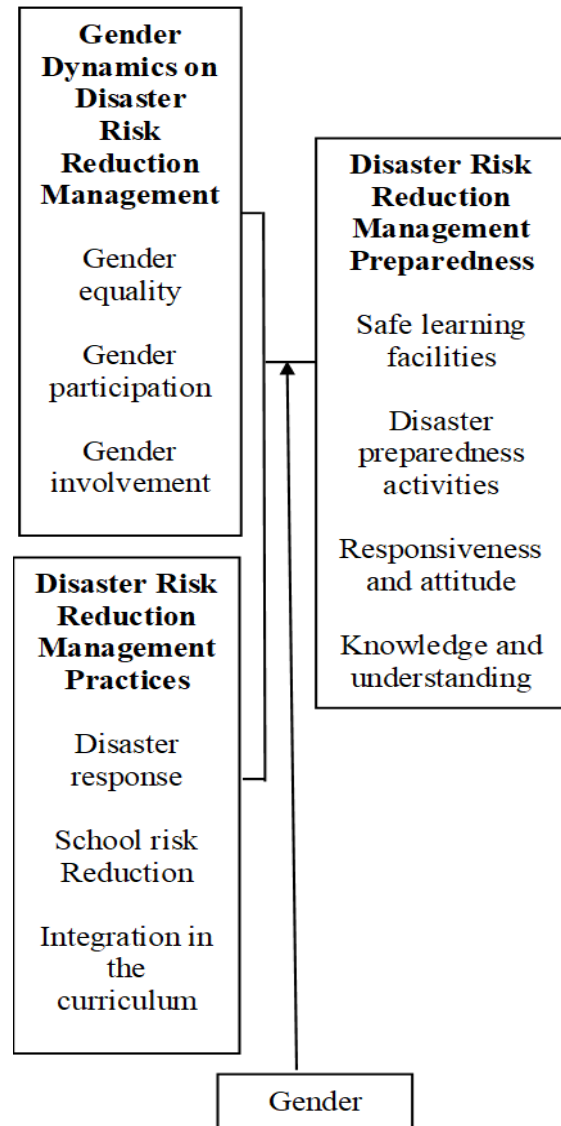 Gender
Dynamics on
Disaster
Risk
Reduction
Management
Gender
equality
Gender
participation
Gender
involvement
Disaster Risk
Reduction
Management
Practices
Disaster
response
School risk
Reduction
Integration in
the
curriculum
Disaster Risk
Reduction
Management
Preparedness
Safe learning
facilities
Disaster
preparedness
activities
Responsiveness
and attitude
Knowledge and
understanding
Gender